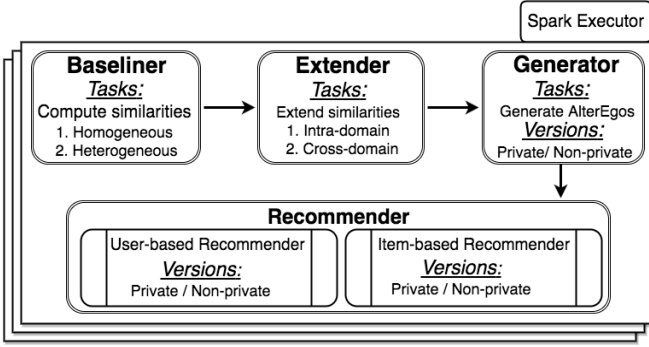 Spark Executor
Baseliner
Tasks:
Compute similarities
1. Homogeneous
2. Heterogeneous
Extender
Tasks:
Extend similarities
1. Intra-domain
2. Cross-domain
Generator
Tasks:
Generate AlterEgos
Versions:
Private/ Non-private
Recommender
User-based Recommender
Versions:
Private / Non-private
Item-based Recommender
Versions:
Private / Non-private